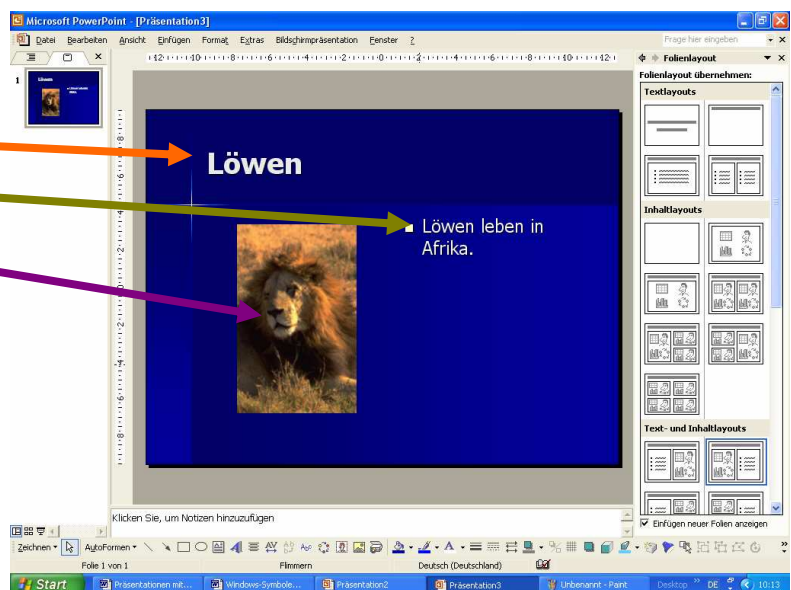 Microsoft PowerPoint - [Präsentation3]
Datei Bearbeiten Ansicht Einfügen Format Extras Bildschirmpräsentation Fenster ?
Frage hier eingeben
Folienlayout
Folienlayout übernehmen:
Textlayouts
1
Löwen
Löwen leben in
Afrika.
Inhaltlayouts
Text- und Inhaltlayouts
Einfügen neuer Folien anzeigen
Klicken Sie, um Notizen hinzuzufügen
Zeichnen AutoFormen
Folie 1 von 1 Flimmern Deutsch (Deutschland)
Start Präsentationen mit... Windows-Symbole... Präsentation2 Präsentation3 Unbenannt - Paint Desktop DE 10:13